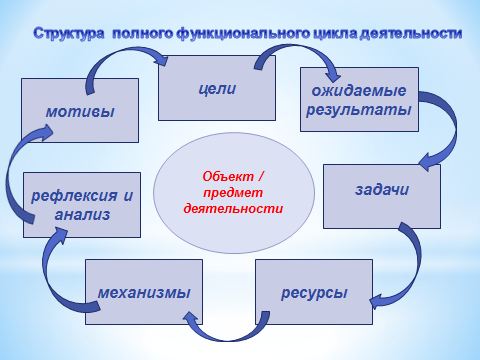 Структура полного функционального цикла деятельности
цели
ожидаемые
результаты
мотивы
Объект /
предмет
деятельности
задачи
рефлексия и
анализ
механизмы
ресурсы